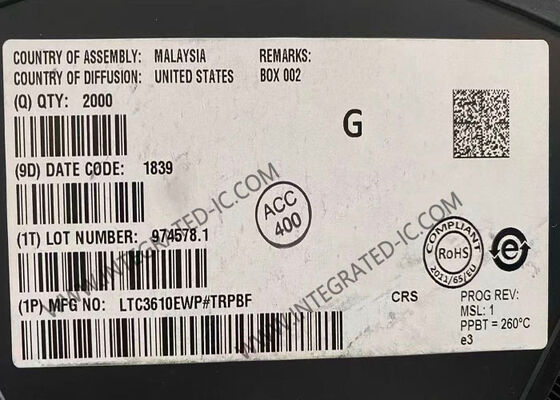 COUNTRY OF ASSEMBLY: MALAYSIA REMARKS:
COUNTRY OF DIFFUSION: UNITED STATES BOX 002
(Q) QTY: 2000
G
(9D) DATE CODE: 1839
ACC
400
(1T) LOT NUMBER: 974578.1
COMPLIANT
RoHS
2011/65/EU
e
(1P) MFG NO: LTC3610EWP#TRPBF
CRS
PROG REV:
MSL: 1
PPBT = 260°C
e3
WWW.INTEGRATED-IC.COM
WWW.INTEGRATED-IC.COM